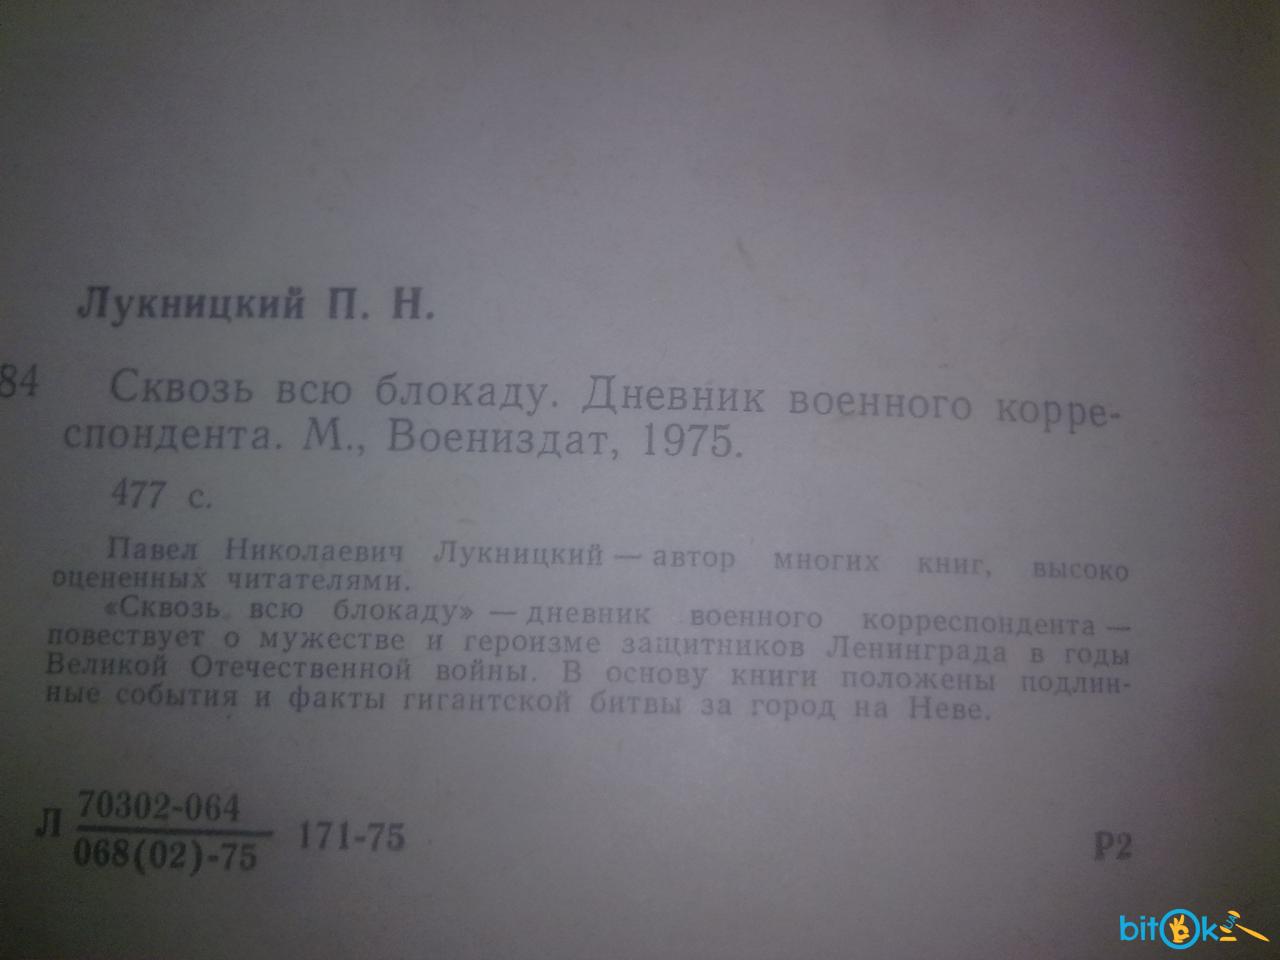 Лукницкий П. Н.
84 Сквозь всю блокаду. Дневник военного корре-
спондента. М., Воениздат, 1975.
477 с.
Павел Николаевич Лукницкий — автор многих книг, высоко
оцененных читателями.
«Сквозь всю блокаду» — дневник военного корреспондента —
повествует о мужестве и героизме защитников Ленинграда в годы
Великой Отечественной войны. В основу книги положены подлин-
ные события и факты гигантской битвы за город на Неве.
Л 70302-064
068(02)-75 171-75 Р2
bitOk.UA